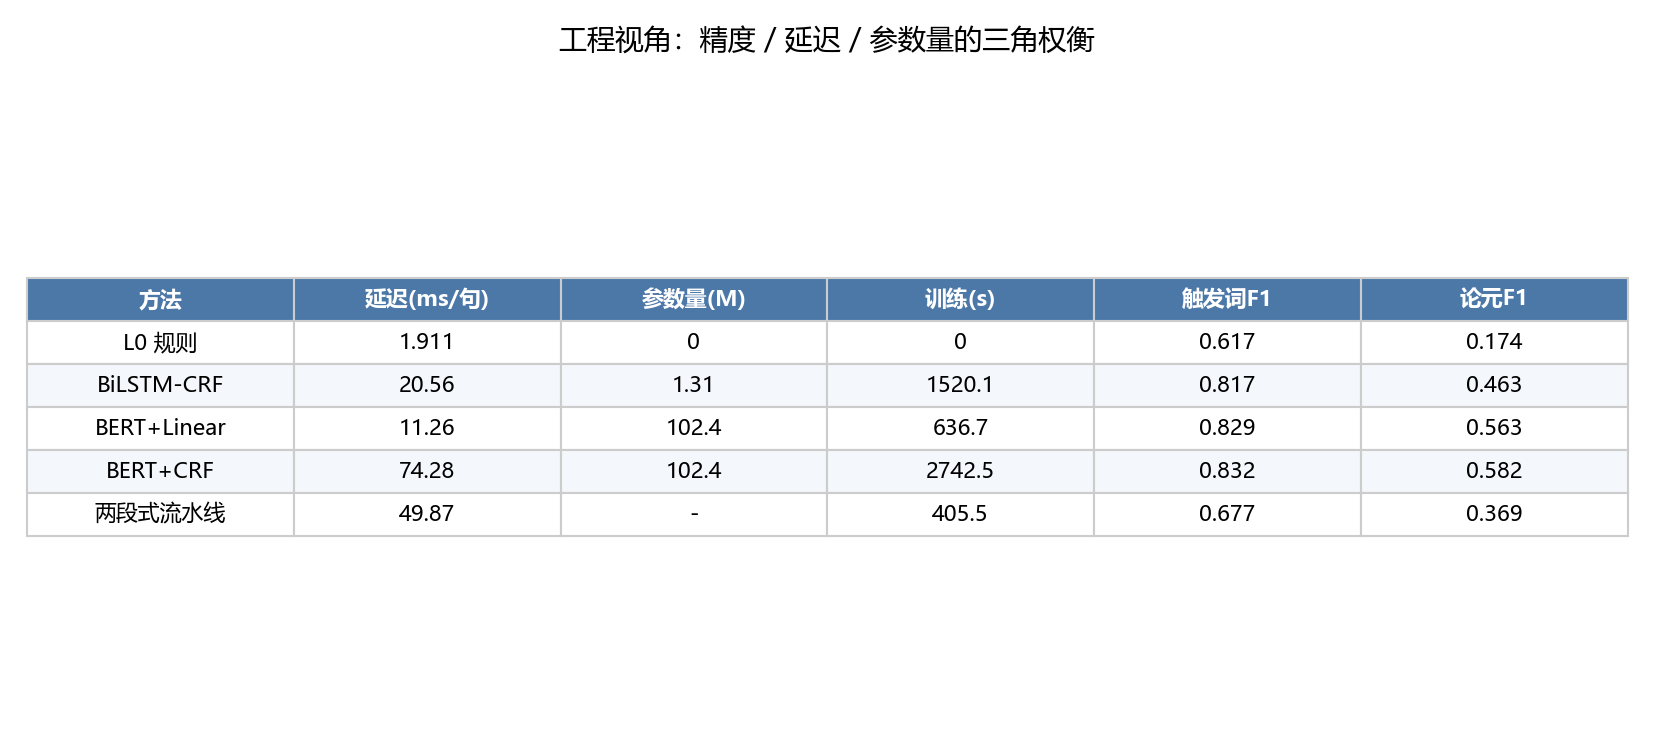 工程视角：精度 / 延迟 / 参数量的三角权衡
方法 延迟(ms/句) 参数量(M) 训练(s) 触发词F1 论元F1
L0 规则 1.911 0 0 0.617 0.174
BiLSTM-CRF 20.56 1.31 1520.1 0.817 0.463
BERT+Linear 11.26 102.4 636.7 0.829 0.563
BERT+CRF 74.28 102.4 2742.5 0.832 0.582
两段式流水线 49.87 - 405.5 0.677 0.369